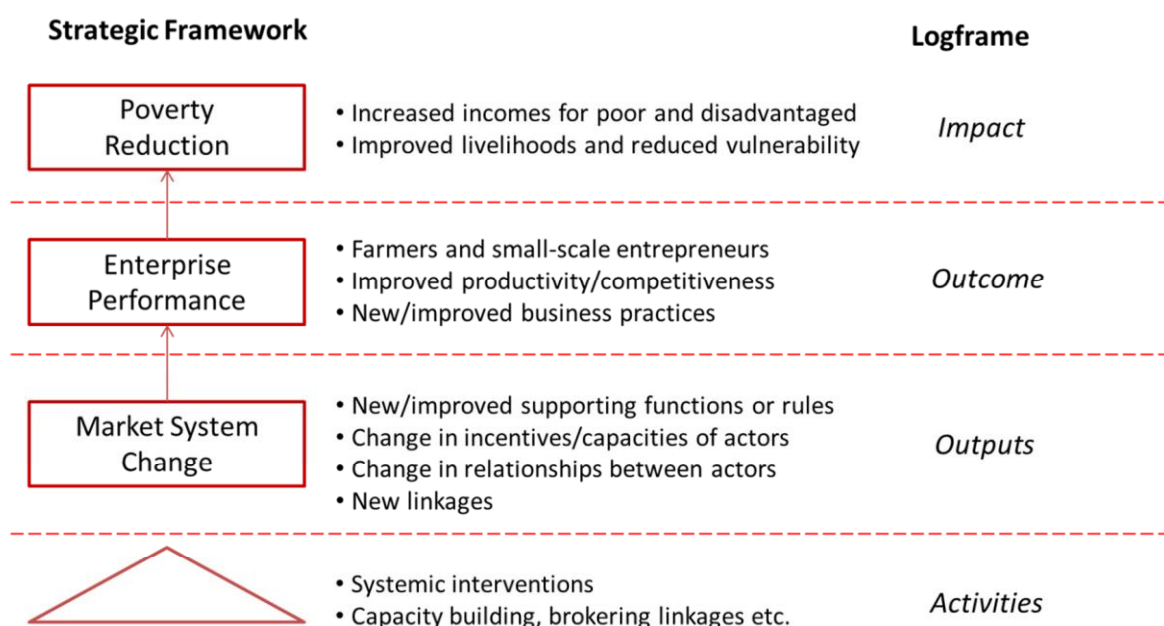 Strategic Framework
Logframe
Poverty
Reduction
• Increased incomes for poor and disadvantaged
• Improved livelihoods and reduced vulnerability
Impact
Enterprise
Performance
• Farmers and small-scale entrepreneurs
• Improved productivity/competitiveness
• New/improved business practices
Outcome
Market System
Change
• New/improved supporting functions or rules
• Change in incentives/capacities of actors
• Change in relationships between actors
• New linkages
Outputs
• Systemic interventions
• Capacity building, brokering linkages etc.
Activities